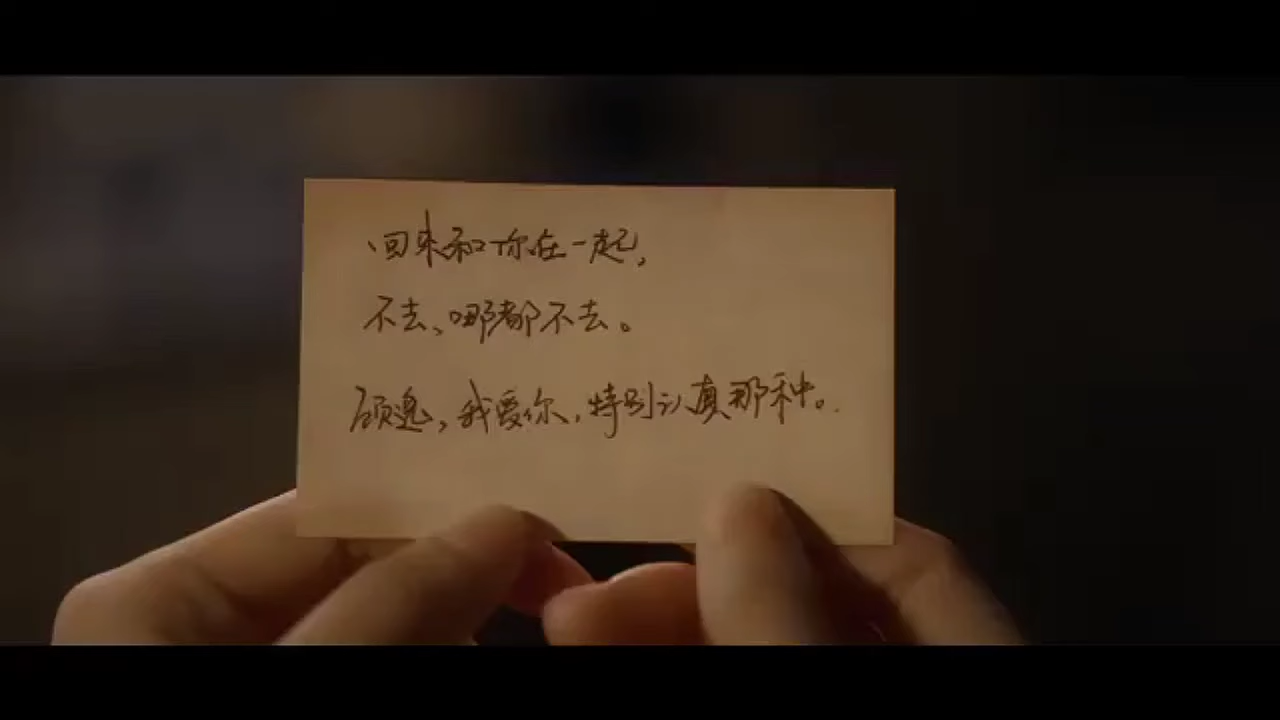 回来和你在一起，
不去、哪都不去。
顾逸，我爱你，特别认真那种。